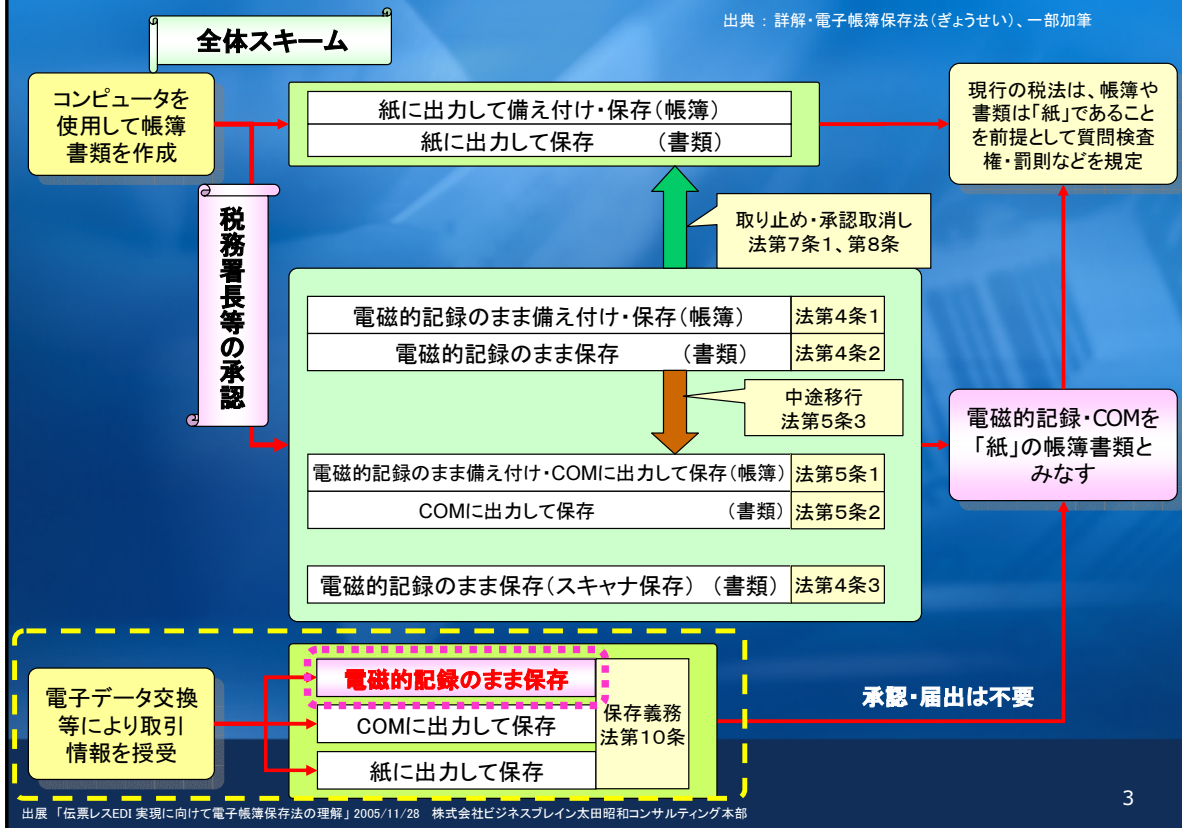 出典 : 詳解・電子帳簿保存法(ぎょうせい)、一部加筆
全体スキーム
コンピュータを
使用して帳簿
書類を作成
紙に出力して備え付け・保存(帳簿)
紙に出力して保存 (書類)
現行の税法は、帳簿や
書類は「紙」であること
を前提として質問検査
権・罰則などを規定
税務署長等の承認
取り止め・承認取消し
法第7条1、第8条
電磁的記録のまま備え付け・保存(帳簿) 法第4条1
電磁的記録のまま保存 (書類) 法第4条2
中途移行
法第5条3
電磁的記録のまま備え付け・COMに出力して保存(帳簿) 法第5条1
COMに出力して保存 (書類) 法第5条2
電磁的記録のまま保存(スキャナ保存) (書類) 法第4条3
電磁的記録・COMを
「紙」の帳簿書類と
みなす
電子データ交換
等により取引
情報を授受
電磁的記録のまま保存
COMに出力して保存
紙に出力して保存
保存義務
法第10条
承認・届出は不要
出展 「伝票レスEDI 実現に向けて電子帳簿保存法の理解」 2005/11/28 株式会社ビジネスブレイン太田昭和コンサルティング本部
3